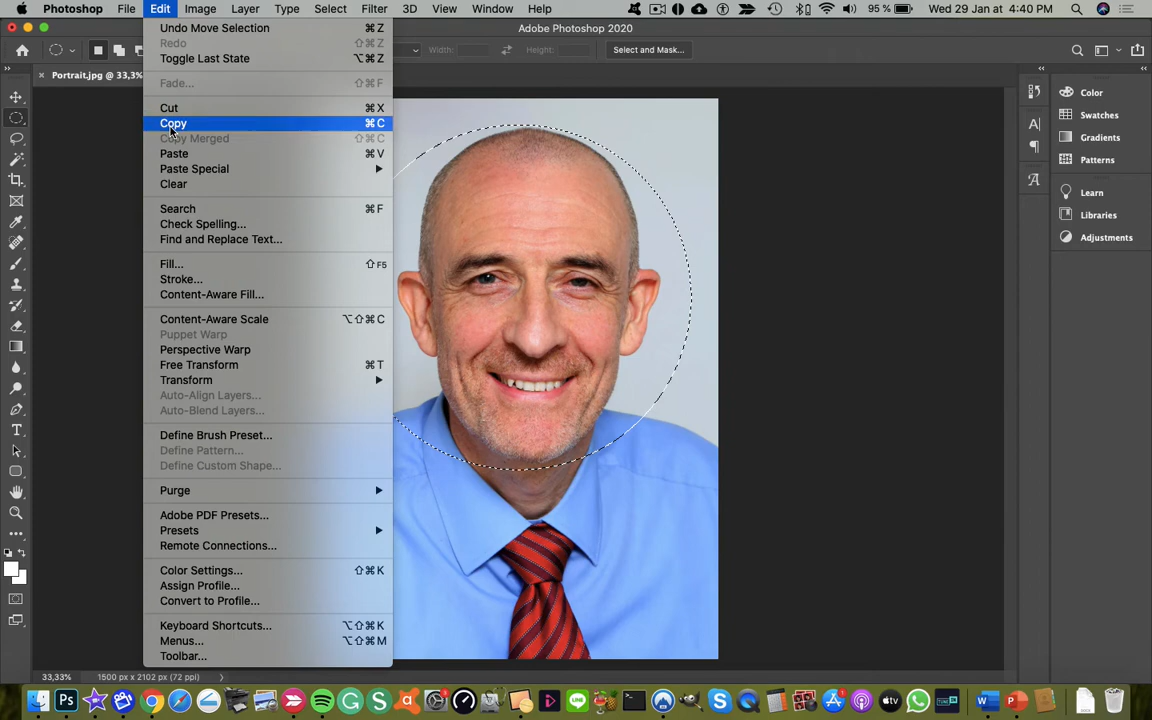 Photoshop File Edit Image Layer Type Select Filter 3D View Window Help 95 % Wed 29 Jan at 4:40 PM
Adobe Photoshop 2020
Width: Height: Select and Mask...
Portrait.jpg @ 33,3%
Undo Move Selection ⌘Z
Redo ⇧⌘Z
Toggle Last State ⌥⌘Z
Fade... ⇧⌘F
Cut ⌘X
Copy ⌘C
Copy Merged ⇧⌘C
Paste ⌘V
Paste Special
Clear
Search ⌘F
Check Spelling...
Find and Replace Text...
Fill... ⇧F5
Stroke...
Content-Aware Fill...
Content-Aware Scale ⌥⇧⌘C
Puppet Warp
Perspective Warp
Free Transform ⌘T
Transform
Auto-Align Layers...
Auto-Blend Layers...
Define Brush Preset...
Define Pattern...
Define Custom Shape...
Purge
Adobe PDF Presets...
Presets
Remote Connections...
Color Settings... ⇧⌘K
Assign Profile...
Convert to Profile...
Keyboard Shortcuts... ⌥⇧⌘K
Menus... ⌥⇧⌘M
Toolbar...
Color
Swatches
Gradients
Patterns
Learn
Libraries
Adjustments
33,33% 1500 px x 2102 px (72 ppi)